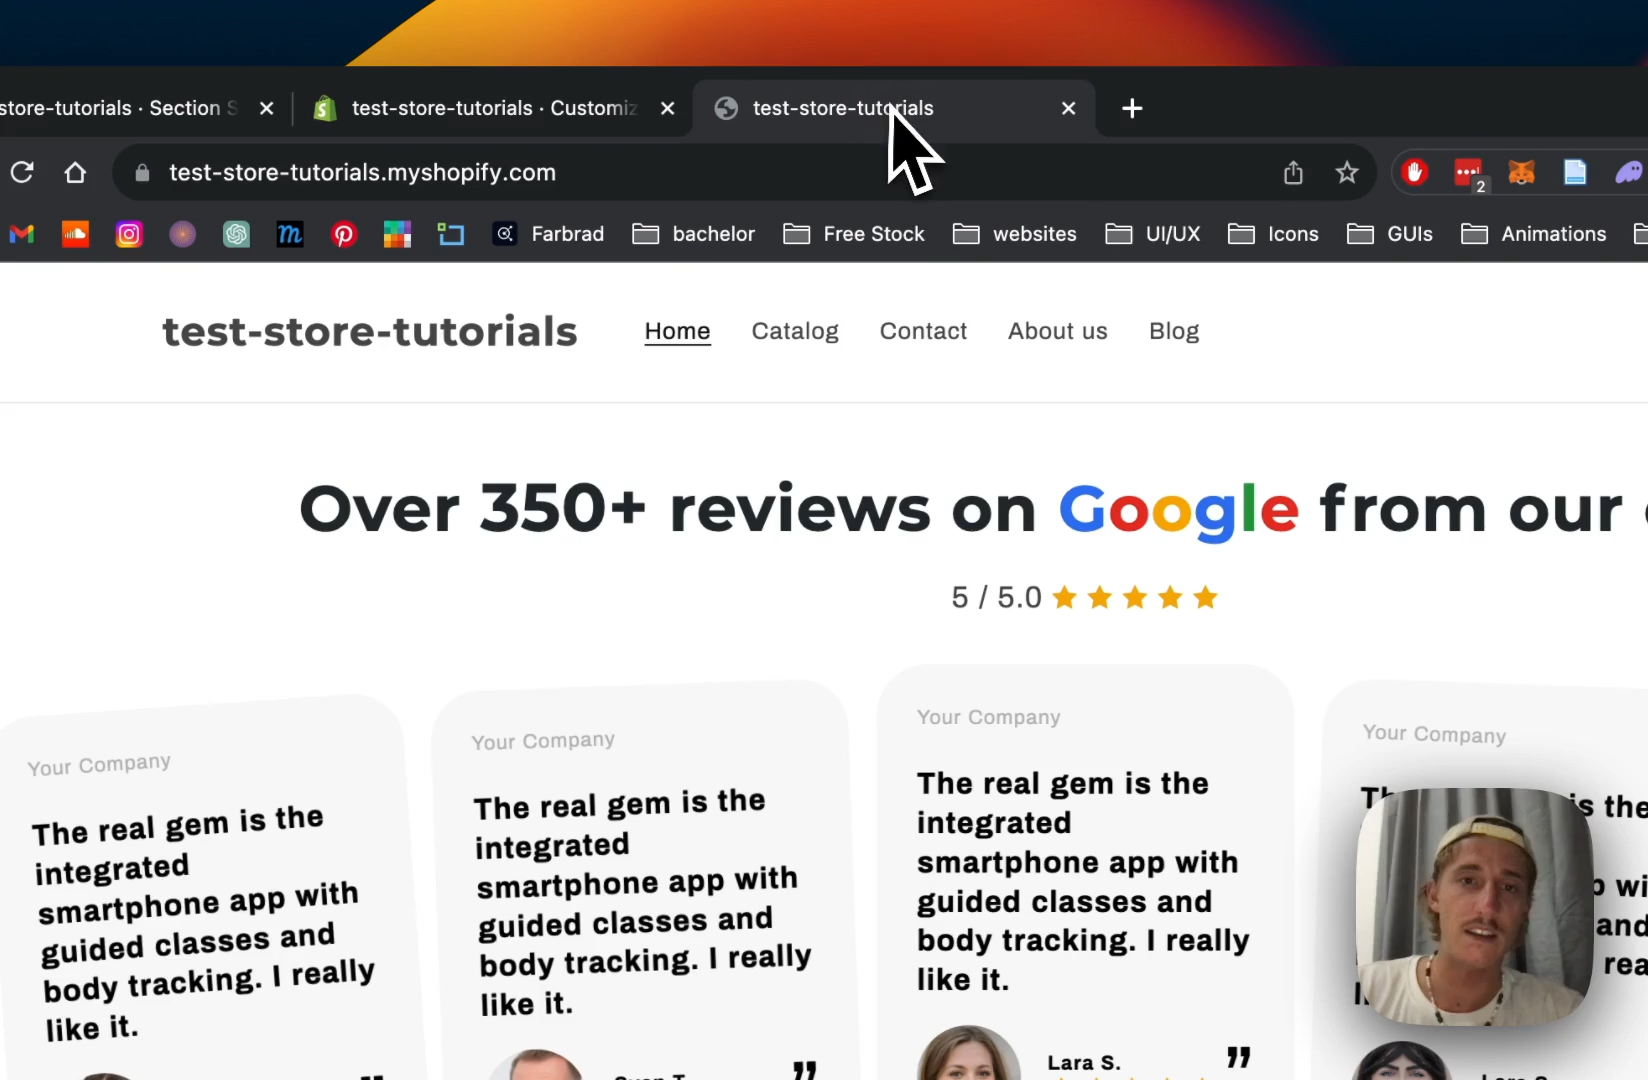 store-tutorials · Section S
test-store-tutorials · Customiz
test-store-tutorials
test-store-tutorials.myshopify.com
2
Farbrad
bachelor
Free Stock
websites
UI/UX
Icons
GUIs
Animations
test-store-tutorials
Home
Catalog
Contact
About us
Blog
Over 350+ reviews on Google from our
5 / 5.0
Your Company
The real gem is the
integrated
smartphone app with
guided classes and
body tracking. I really
like it.
Your Company
The real gem is the
integrated
smartphone app with
guided classes and
body tracking. I really
like it.
Your Company
The real gem is the
integrated
smartphone app with
guided classes and
body tracking. I really
like it.
Lara S.
Your Company
is the
and